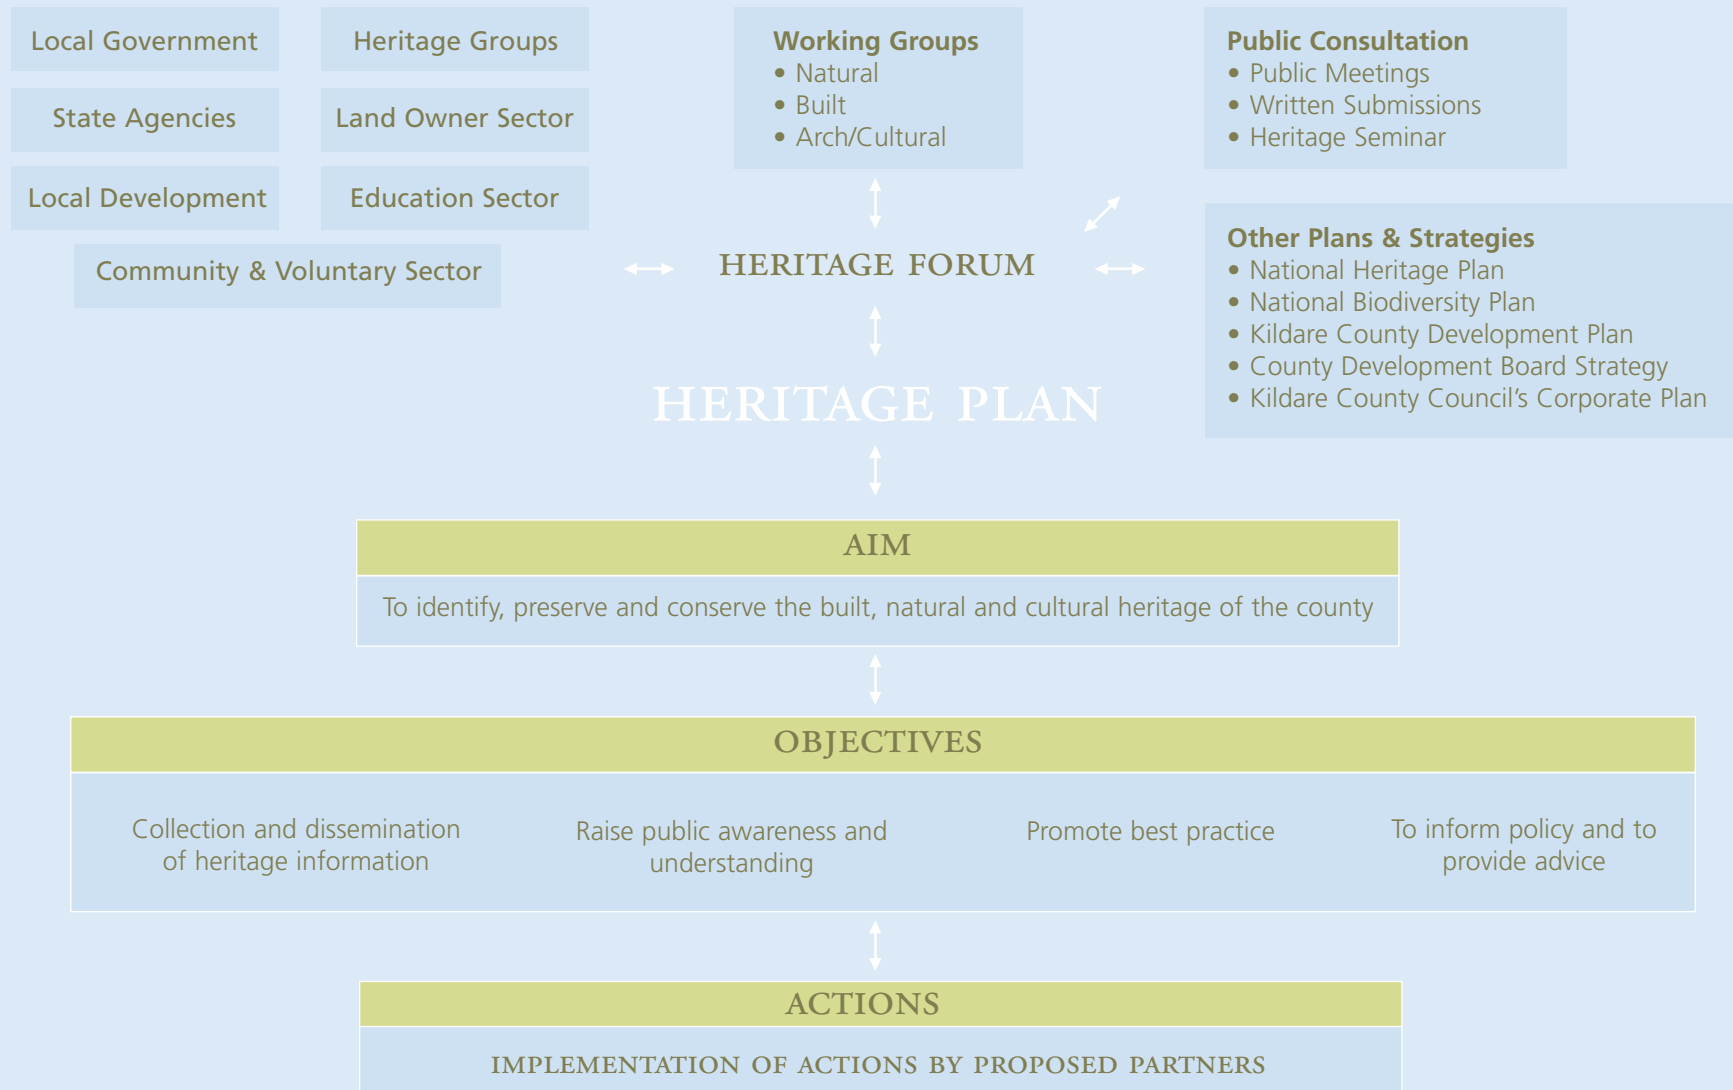 Local Government
Heritage Groups
State Agencies
Land Owner Sector
Local Development
Education Sector
Community & Voluntary Sector
Working Groups
• Natural
• Built
• Arch/Cultural
Public Consultation
• Public Meetings
• Written Submissions
• Heritage Seminar
HERITAGE FORUM
Other Plans & Strategies
• National Heritage Plan
• National Biodiversity Plan
• Kildare County Development Plan
• County Development Board Strategy
• Kildare County Council’s Corporate Plan
HERITAGE PLAN
AIM
To identify, preserve and conserve the built, natural and cultural heritage of the county
OBJECTIVES
Collection and dissemination
of heritage information
Raise public awareness and
understanding
Promote best practice
To inform policy and to
provide advice
ACTIONS
IMPLEMENTATION OF ACTIONS BY PROPOSED PARTNERS